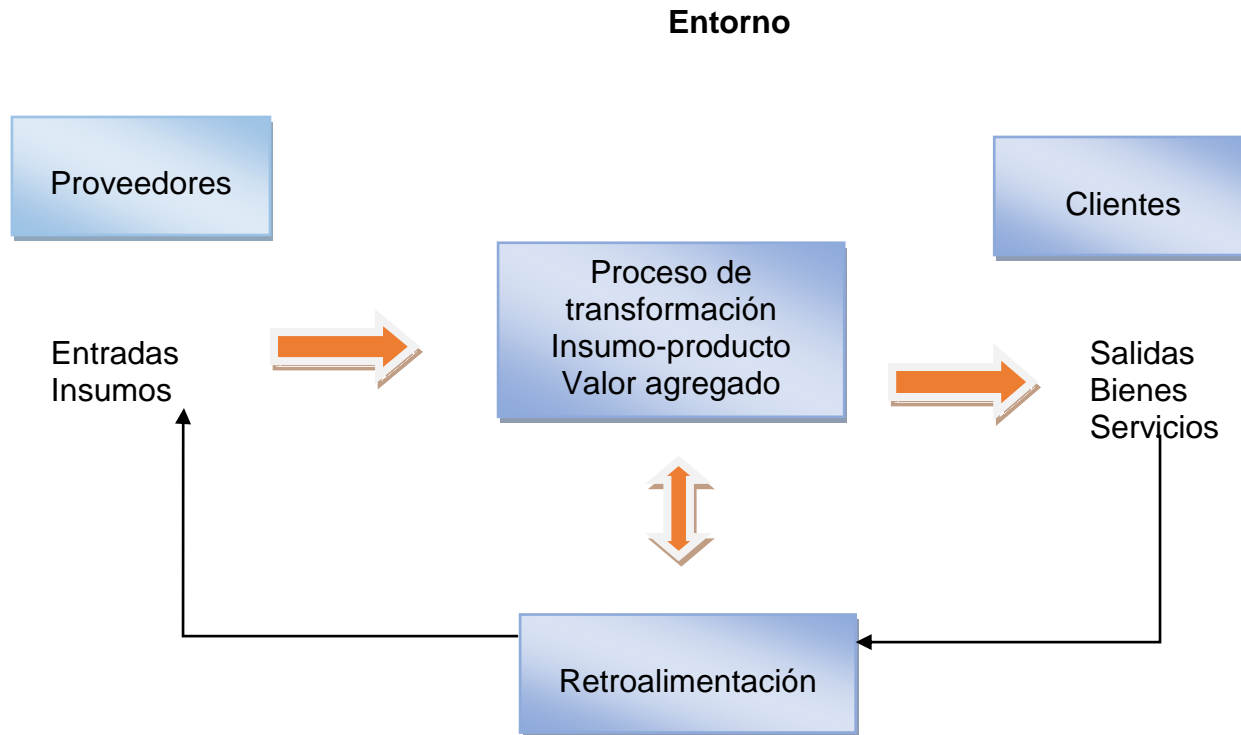 Entorno
Proveedores
Clientes
Proceso de
transformación
Insumo-producto
Valor agregado
Entradas
Insumos
Salidas
Bienes
Servicios
Retroalimentación